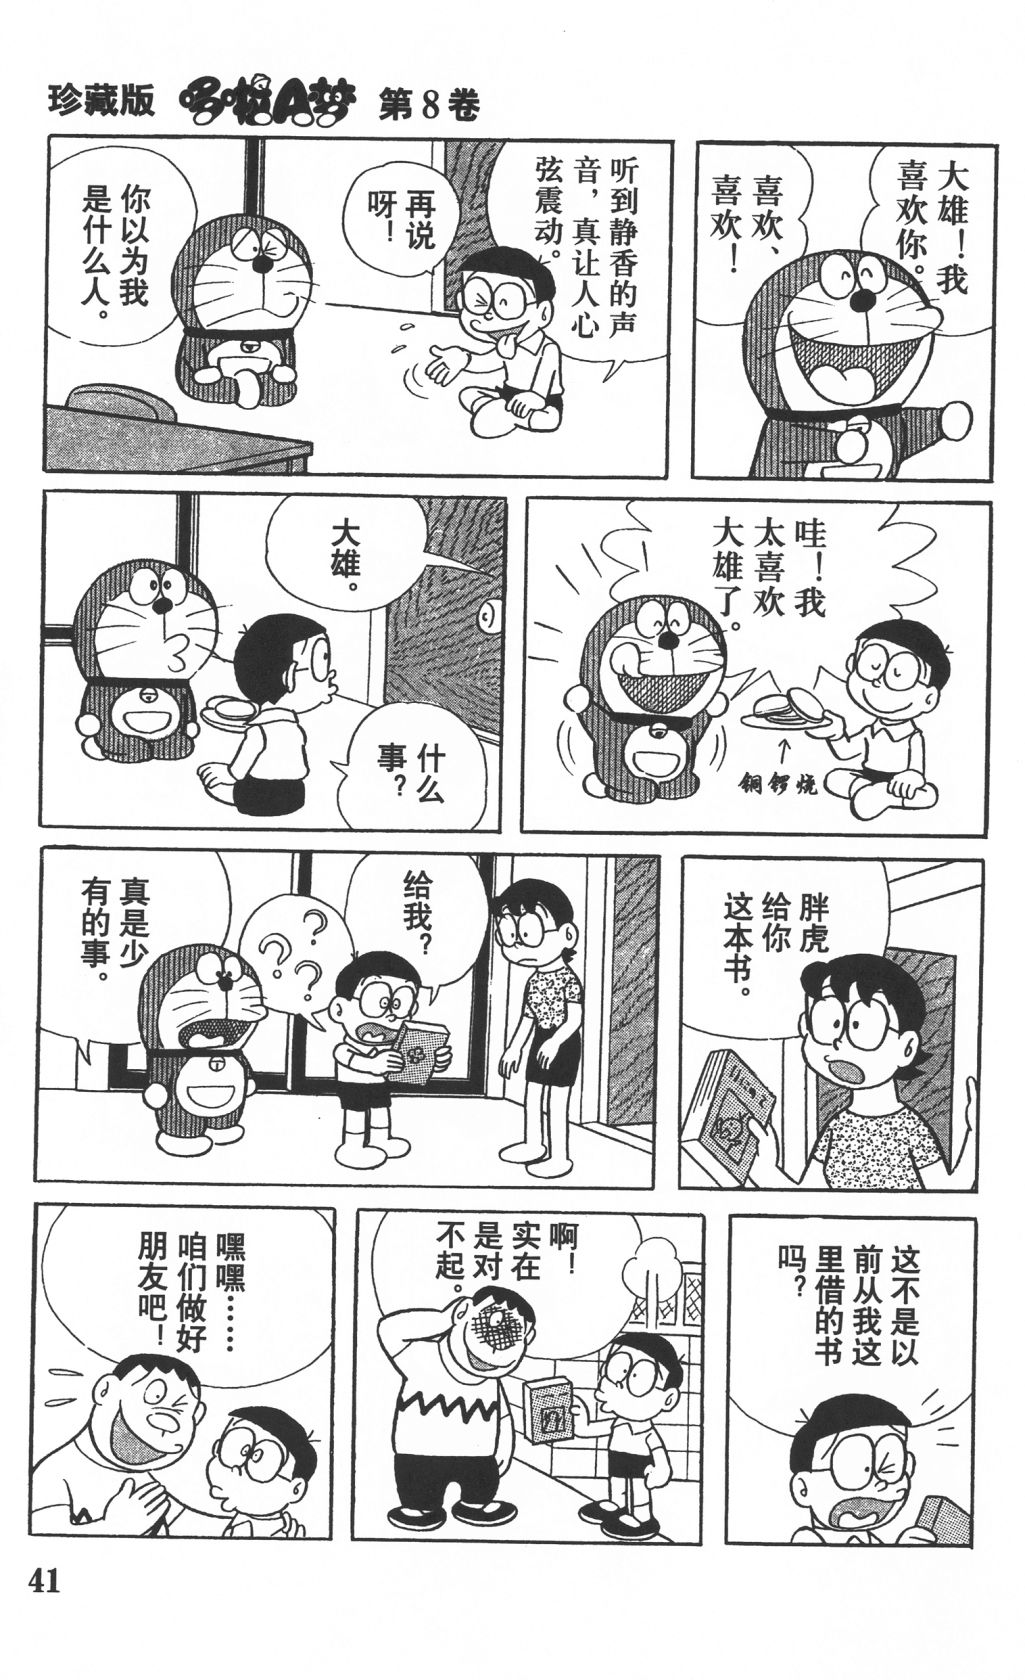 珍藏版 哆啦A梦 第8卷
大雄！我
喜欢你。
喜欢、
喜欢！
听到静香的声
音，真让人心
弦震动。
再说
呀！
你以为我
是什么人。
哇！我
太喜欢
大雄了。
铜锣烧
大雄。
什么
事？
胖虎
给你
这本书。
给我？
？
？？
真是少
有的事。
这不是以
前从我这
里借的书
吗？
啊！
实在
是对
不起。
嘿嘿……
咱们做好
朋友吧！
41